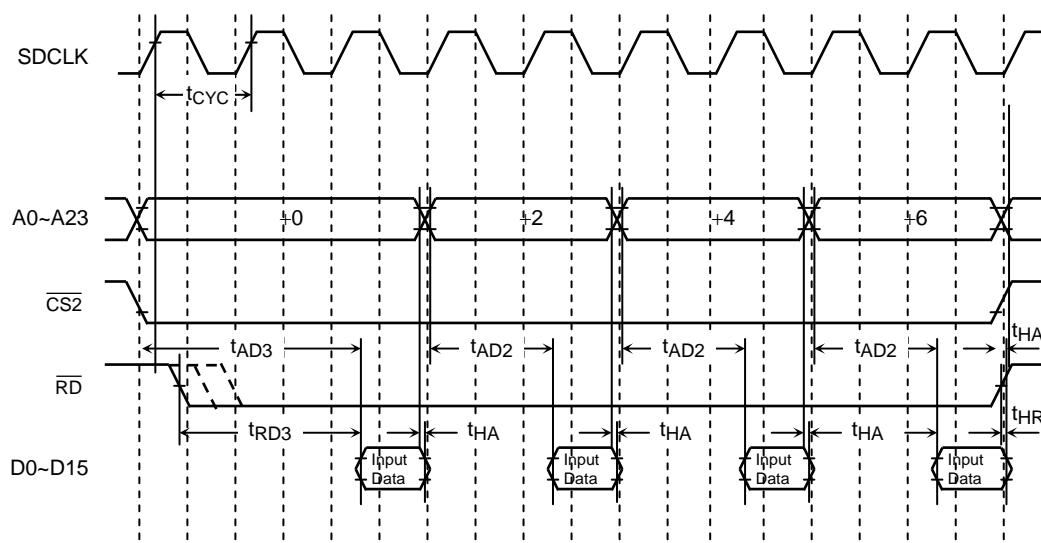 SDCLK
tCYC
A0~A23
+0
+2
+4
+6
CS2
tAD3
tAD2
tAD2
tAD2
tHA
RD
tRD3
tHA
tHA
tHA
tHR
D0~D15
Input
Data
Input
Data
Input
Data
Input
Data